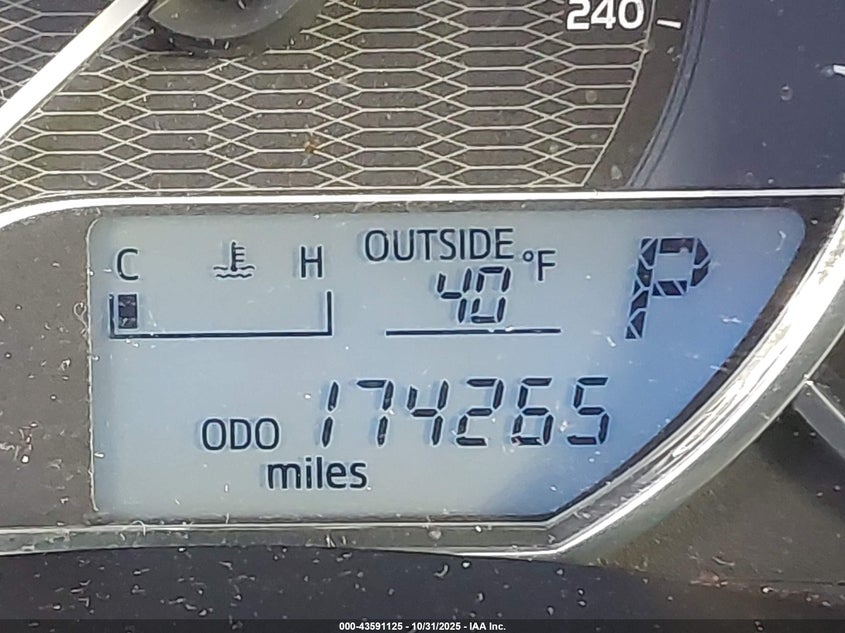 240
C H OUTSIDE °F P
40
ODO 174265
miles
000-43591125 - 10/31/2025 - IAA Inc.